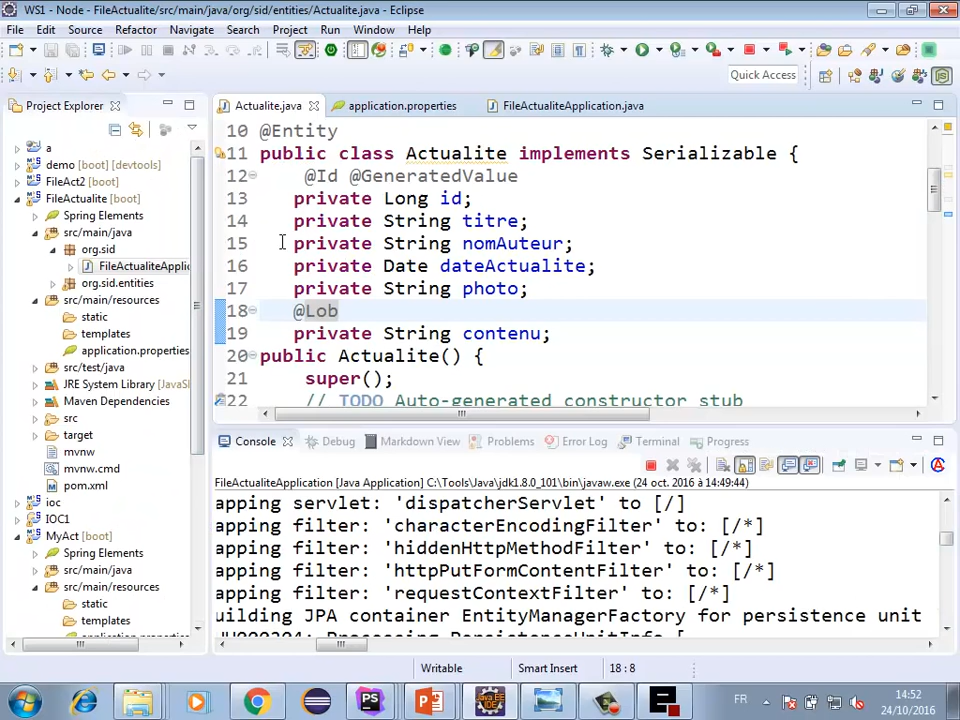 WS1 - Node - FileActualite/src/main/java/org/sid/entities/Actualite.java - Eclipse
File Edit Source Refactor Navigate Search Project Run Window Help
Quick Access
Project Explorer
a
demo [boot] [devtools]
FileAct2 [boot]
FileActualite [boot]
Spring Elements
src/main/java
org.sid
FileActualiteApplic
org.sid.entities
src/main/resources
static
templates
application.properties
src/test/java
JRE System Library [JavaS
Maven Dependencies
src
target
mvnw
mvnw.cmd
pom.xml
ioc
IOC1
MyAct [boot]
Spring Elements
src/main/java
src/main/resources
static
templates
Actualite.java application.properties FileActualiteApplication.java
10 @Entity
11 public class Actualite implements Serializable {
12 @Id @GeneratedValue
13 private Long id;
14 private String titre;
15 private String nomAuteur;
16 private Date dateActualite;
17 private String photo;
18 @Lob
19 private String contenu;
20 public Actualite() {
21 super();
22 // TODO Auto-generated constructor stub
Console Debug Markdown View Problems Error Log Terminal Progress
FileActualiteApplication [Java Application] C:\Tools\Java\jdk1.8.0_101\bin\javaw.exe (24 oct. 2016 à 14:49:44)
apping servlet: 'dispatcherServlet' to [/]
apping filter: 'characterEncodingFilter' to: [/*]
apping filter: 'hiddenHttpMethodFilter' to: [/*]
apping filter: 'httpPutFormContentFilter' to: [/*]
apping filter: 'requestContextFilter' to: [/*]
uilding JPA container EntityManagerFactory for persistence unit
Processing PersistenceUnitInfo [
Writable Smart Insert 18 : 8
FR
14:52
24/10/2016